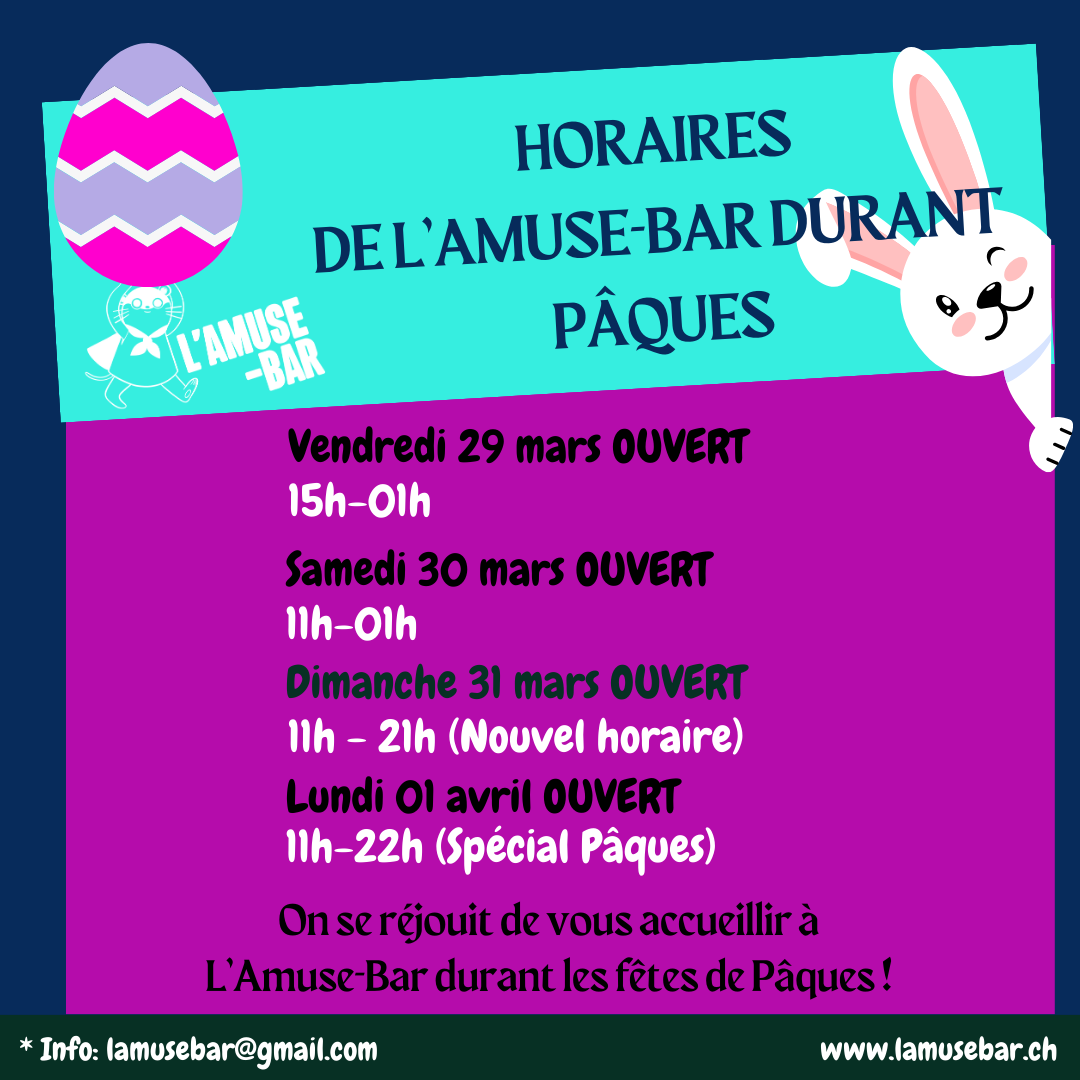 HORAIRES
DE L'AMUSE-BAR DURANT
PÂQUES
L'AMUSE
-BAR
Vendredi 29 mars OUVERT
15h-01h
Samedi 30 mars OUVERT
11h-01h
Dimanche 31 mars OUVERT
11h - 21h (Nouvel horaire)
Lundi 01 avril OUVERT
11h-22h (Spécial Pâques)
On se réjouit de vous accueillir à
L'Amuse-Bar durant les fêtes de Pâques !
* Info: lamusebar@gmail.com
www.lamusebar.ch